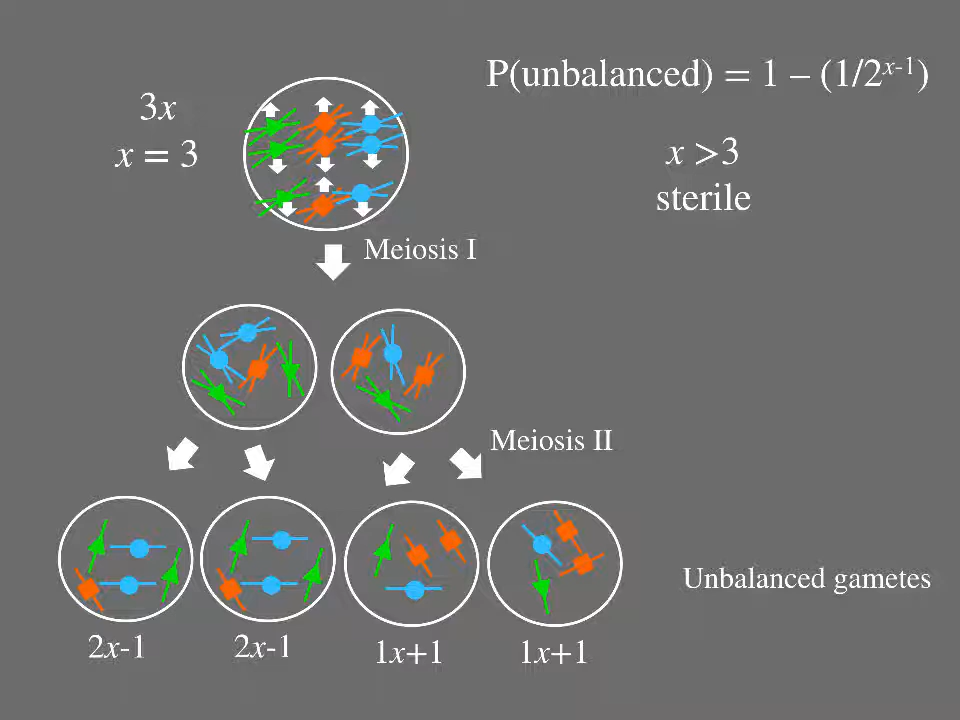 P(unbalanced) = 1 – (1/2^{x-1})
3x
x = 3
x >3
sterile
Meiosis I
Meiosis II
Unbalanced gametes
2x-1
2x-1
1x+1
1x+1